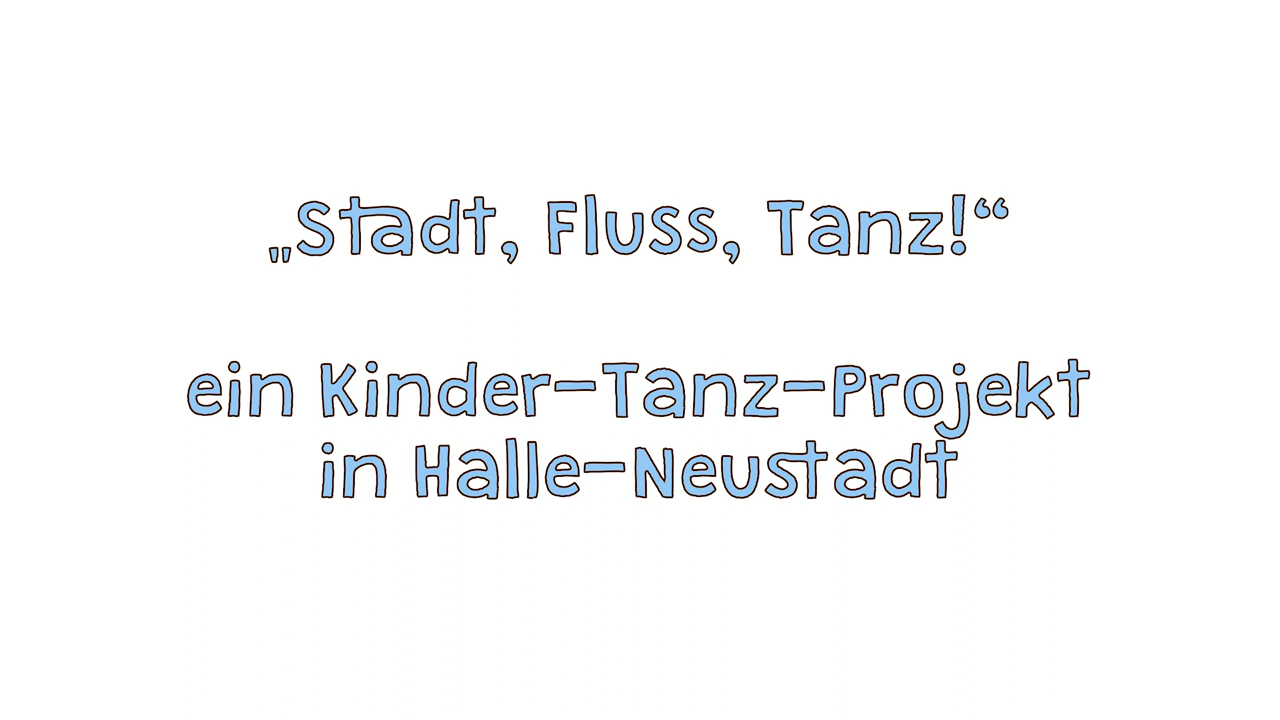 „Stadt, Fluss, Tanz!“
ein Kinder-Tanz-Projekt
in Halle-Neustadt